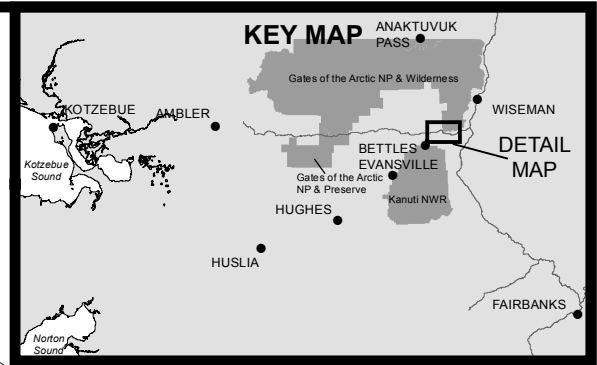 KEY MAP
ANAKTUVUK
PASS
Gates of the Arctic NP & Wilderness
KOTZEBUE
AMBLER
WISEMAN
Kotzebue
Sound
BETTLES
EVANSVILLE
DETAIL
MAP
Gates of the Arctic
NP & Preserve
Kanuti NWR
HUGHES
HUSLIA
FAIRBANKS
Norton
Sound